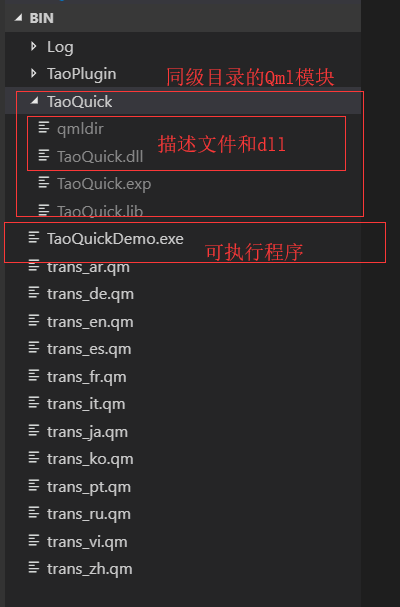 BIN
Log
TaoPlugin
同级目录的Qml模块
TaoQuick
qmldir
描述文件和dll
TaoQuick.dll
TaoQuick.exp
TaoQuick.lib
TaoQuickDemo.exe
可执行程序
trans_ar.qm
trans_de.qm
trans_en.qm
trans_es.qm
trans_fr.qm
trans_it.qm
trans_ja.qm
trans_ko.qm
trans_pt.qm
trans_ru.qm
trans_vi.qm
trans_zh.qm